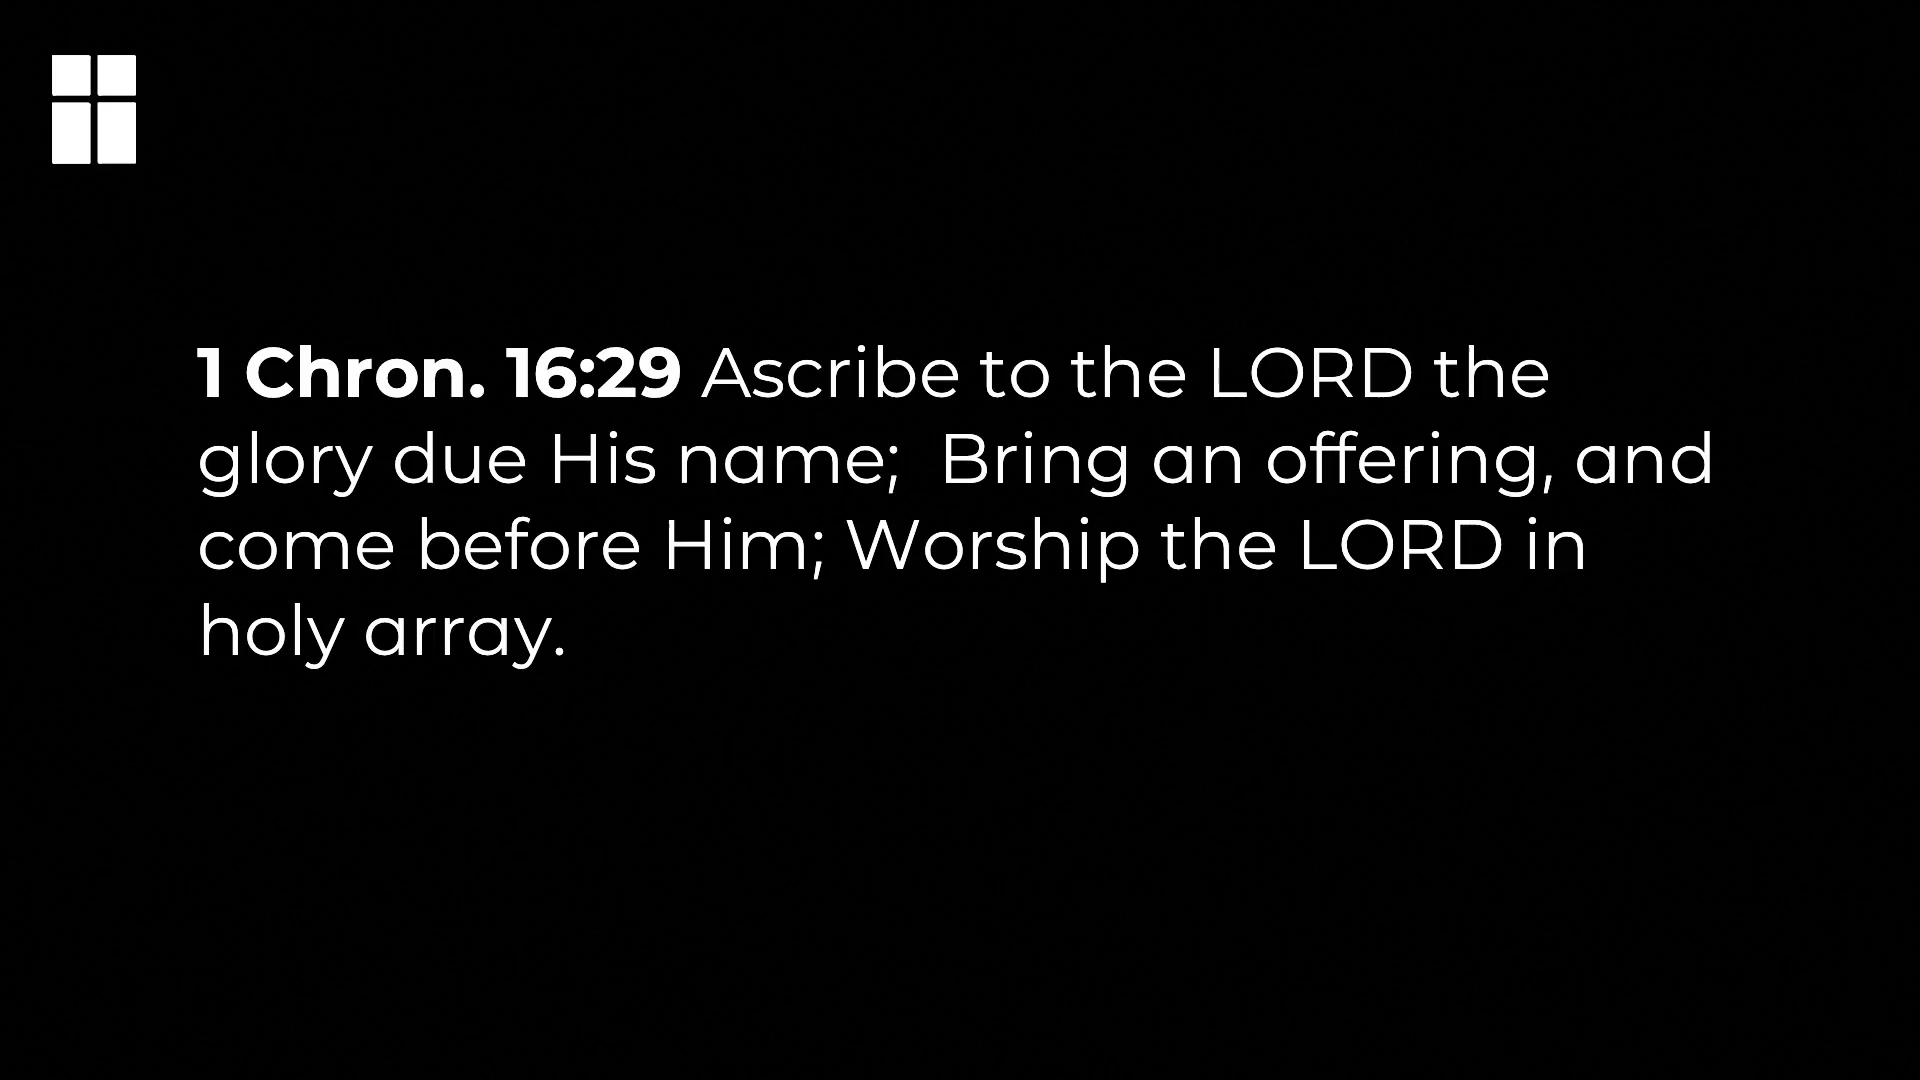 1 Chron. 16:29 Ascribe to the LORD the
glory due His name;  Bring an offering, and
come before Him; Worship the LORD in
holy array.